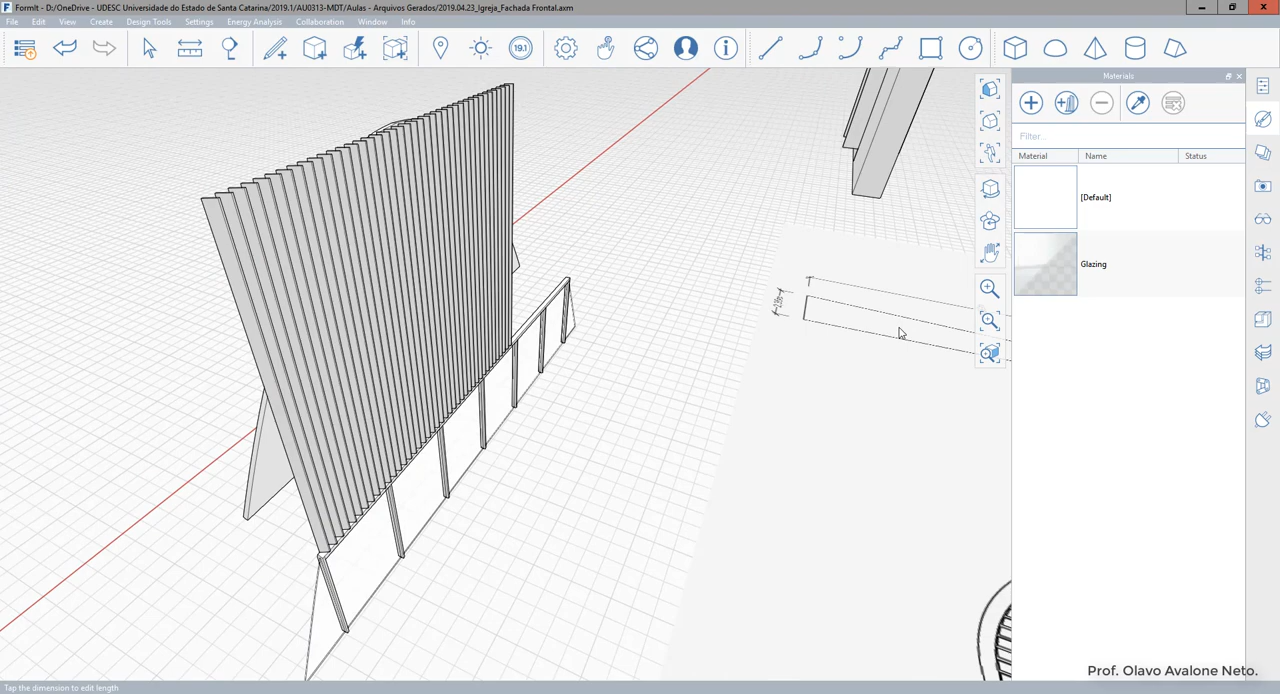 FormIt - D:/OneDrive - UDESC Universidade do Estado de Santa Catarina/2019.1/AU0313-MDT/Aulas - Arquivos Gerados/2019.04.23_Igreja_Fachada Frontal.axm
File Edit Create Design Tools Settings Energy Analysis Collaboration Window Info
19.1
Materials
Filter...
Material Name Status
[Default]
Glazing
Prof. Olavo Avalone Neto.
Tap the dimension to edit length